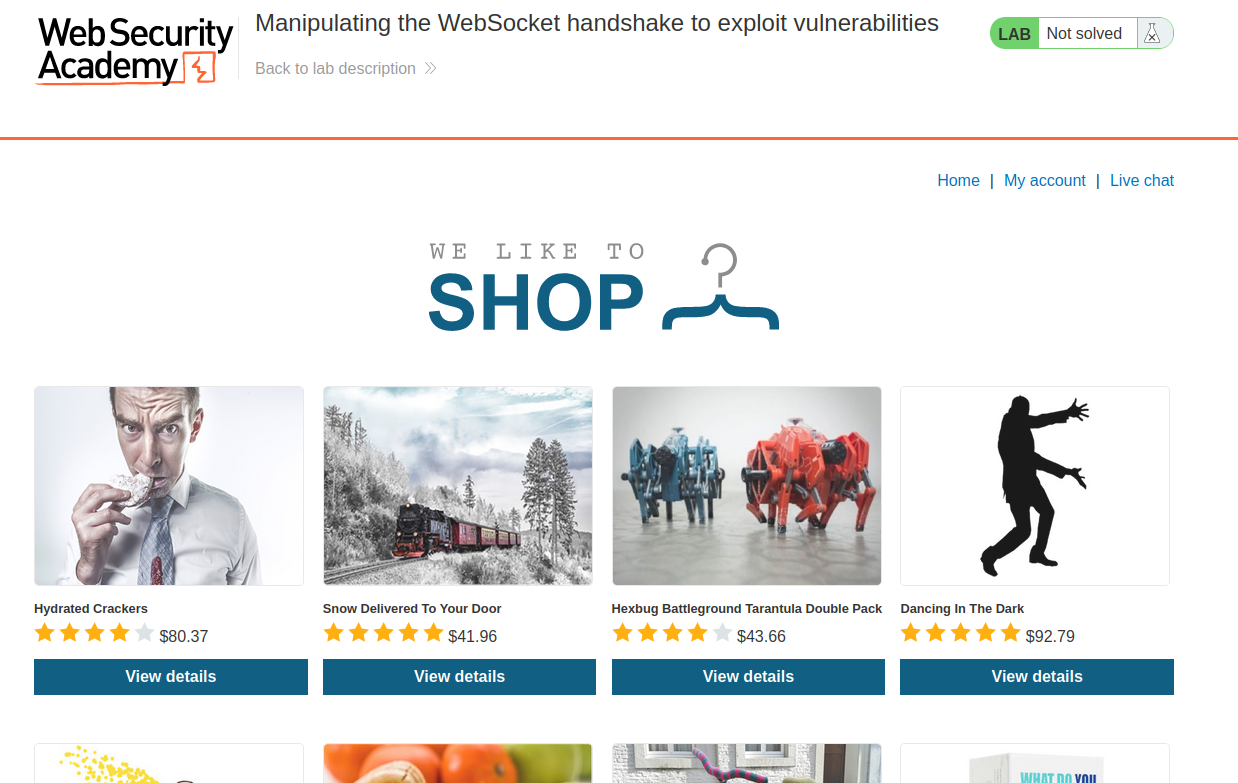 Web Security
Academy
Manipulating the WebSocket handshake to exploit vulnerabilities
Back to lab description
LAB Not solved
Home | My account | Live chat
WE LIKE TO
SHOP
Hydrated Crackers
$80.37
View details
Snow Delivered To Your Door
$41.96
View details
Hexbug Battleground Tarantula Double Pack
$43.66
View details
Dancing In The Dark
$92.79
View details
WHAT DO YOU